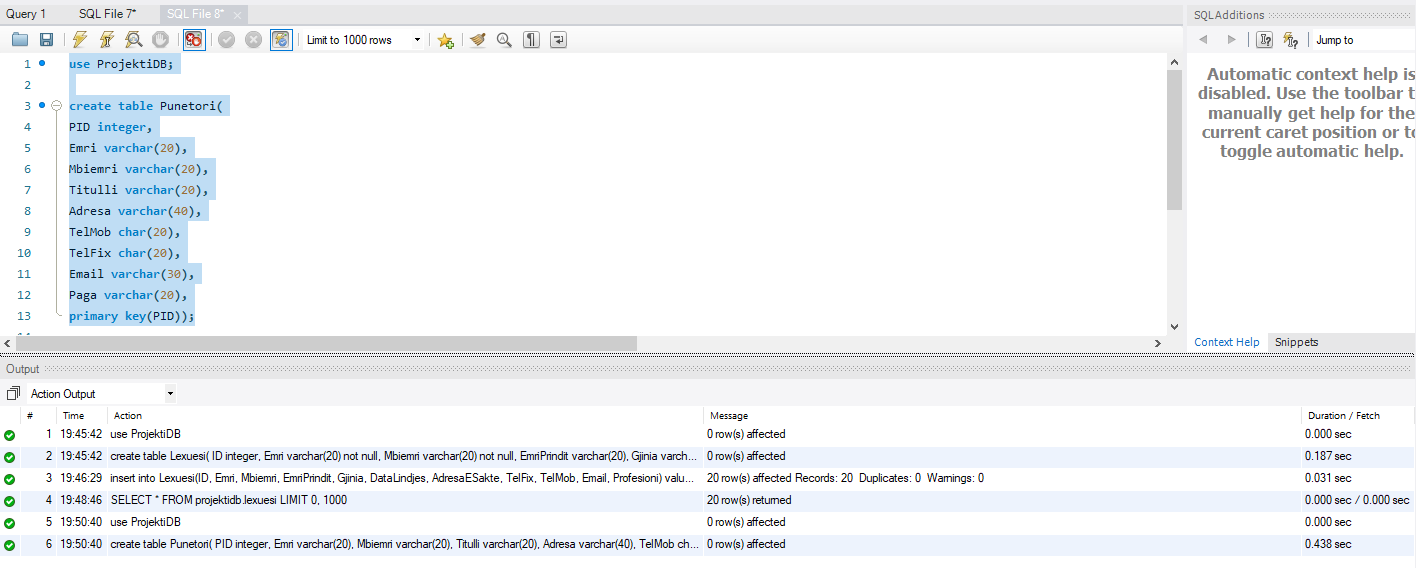 Query 1 SQL File 7* SQL File 8* ×
SQLAdditions
Limit to 1000 rows
Jump to
1 use ProjektiDB;
2
3 create table Punetori(
4 PID integer,
5 Emri varchar(20),
6 Mbiemri varchar(20),
7 Titulli varchar(20),
8 Adresa varchar(40),
9 TelMob char(20),
10 TelFix char(20),
11 Email varchar(30),
12 Paga varchar(20),
13 primary key(PID));
Automatic context help is
disabled. Use the toolbar t
manually get help for the
current caret position or to
toggle automatic help.
Context Help Snippets
Output
Action Output
# Time Action Message Duration / Fetch
1 19:45:42 use ProjektiDB 0 row(s) affected 0.000 sec
2 19:45:42 create table Lexuesi( ID integer, Emri varchar(20) not null, Mbiemri varchar(20) not null, EmriPrindit varchar(20), Gjinia varch... 0 row(s) affected 0.187 sec
3 19:46:29 insert into Lexuesi(ID, Emri, Mbiemri, EmriPrindit, Gjinia, DataLindjes, AdresaESakte, TelFix, TelMob, Email, Profesioni) valu... 20 row(s) affected Records: 20 Duplicates: 0 Warnings: 0 0.031 sec
4 19:48:46 SELECT * FROM projektidb.lexuesi LIMIT 0, 1000 20 row(s) returned 0.000 sec / 0.000 sec
5 19:50:40 use ProjektiDB 0 row(s) affected 0.000 sec
6 19:50:40 create table Punetori( PID integer, Emri varchar(20), Mbiemri varchar(20), Titulli varchar(20), Adresa varchar(40), TelMob ch... 0 row(s) affected 0.438 sec